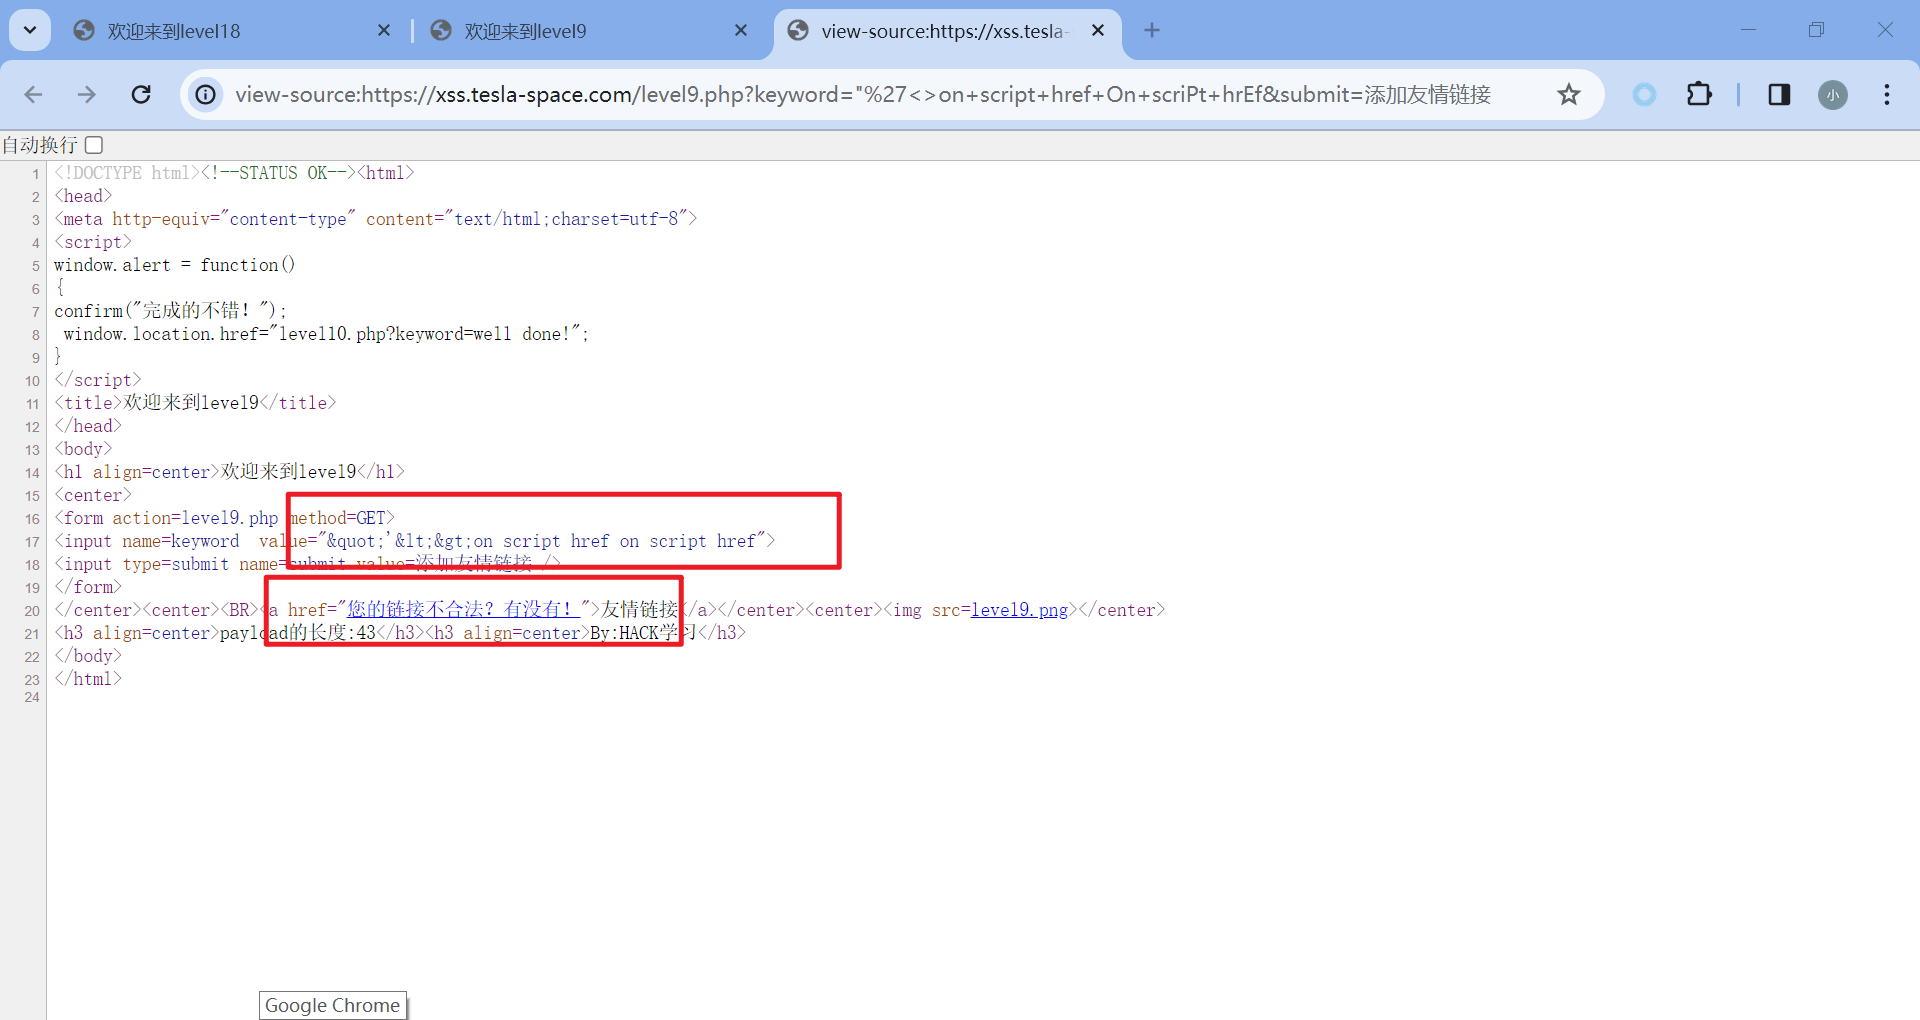 欢迎来到level18
欢迎来到level9
view-source:https://xss.tesla-
view-source:https://xss.tesla-space.com/level9.php?keyword="%27<>on+script+href+On+scriPt+hrEf&submit=添加友情链接
小
自动换行
1 <!DOCTYPE html><!--STATUS OK--><html>
2 <head>
3 <meta http-equiv="content-type" content="text/html;charset=utf-8">
4 <script>
5 window.alert = function()
6 {
7 confirm("完成的不错！");
8  window.location.href="level10.php?keyword=well done!";
9 }
10 </script>
11 <title>欢迎来到level9</title>
12 </head>
13 <body>
14 <h1 align=center>欢迎来到level9</h1>
15 <center>
16 <form action=level9.php method=GET>
17 <input name=keyword  value="&quot;'&lt;&gt;on script href on script href">
18 <input type=submit name=submit value=添加友情链接 />
19 </form>
20 </center><center><BR><a href="您的链接不合法？有没有！">友情链接</a></center><center><img src=level9.png></center>
21 <h3 align=center>payload的长度:43</h3><h3 align=center>By:HACK学习</h3>
22 </body>
23 </html>
24
Google Chrome